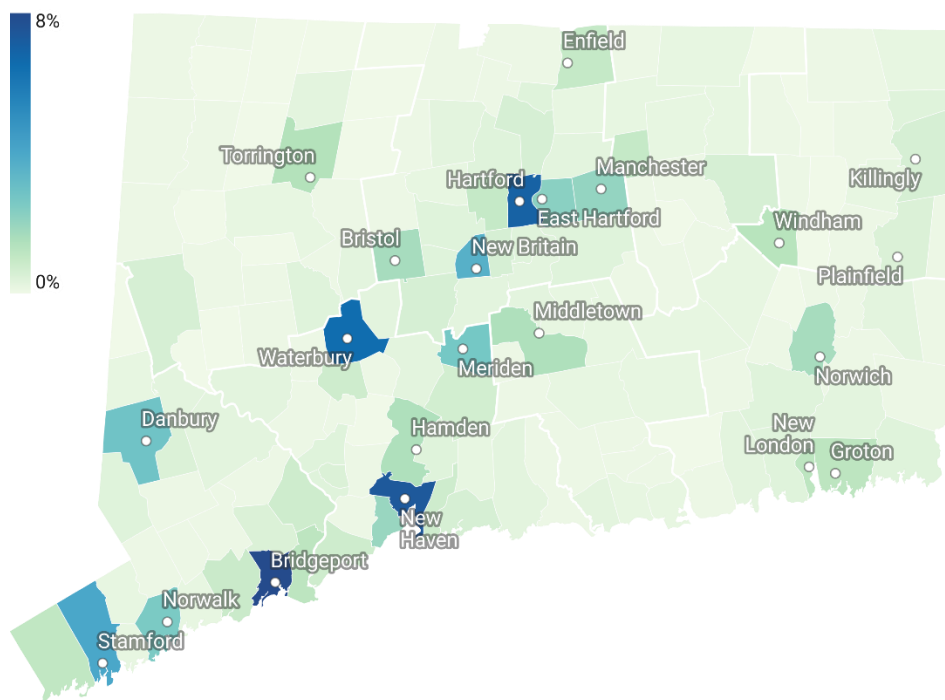 8%
0%
Enfield
Torrington
Hartford
Manchester
Killingly
East Hartford
Windham
Bristol
New Britain
Plainfield
Middletown
Waterbury
Meriden
Norwich
Danbury
Hamden
New
London
Groton
New
Haven
Bridgeport
Norwalk
Stamford